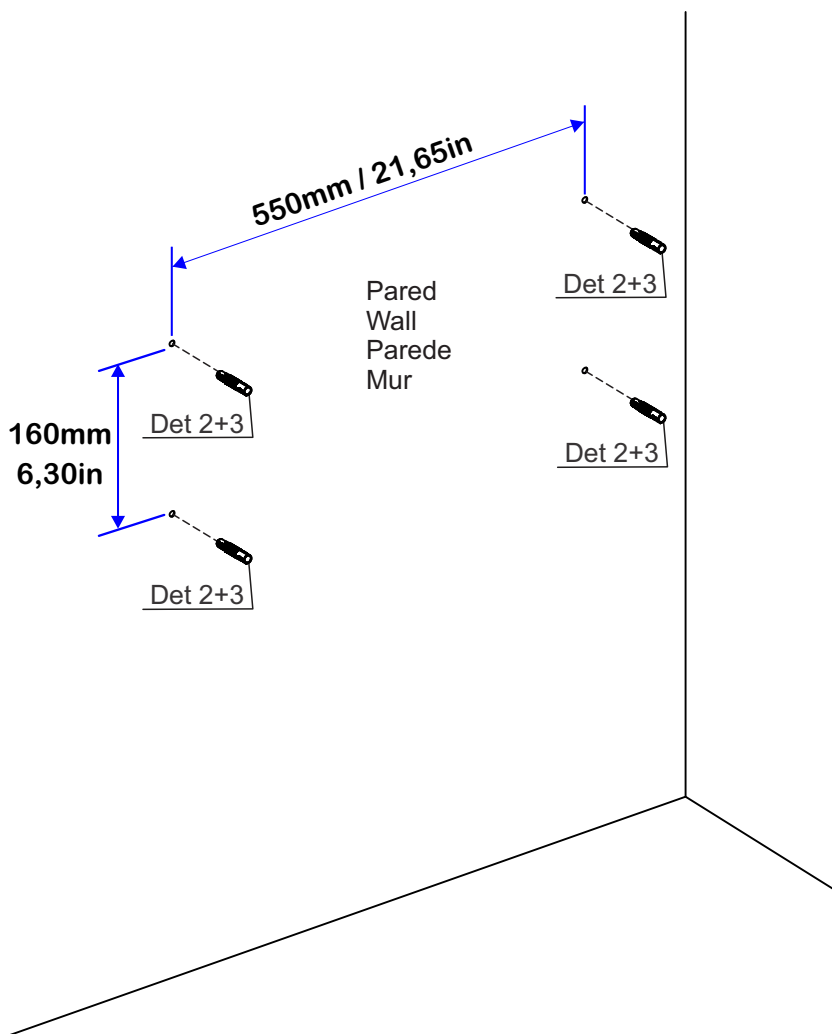 550mm / 21,65in
Det 2+3
Pared
Wall
Parede
Mur
Det 2+3
160mm
6,30in
Det 2+3
Det 2+3